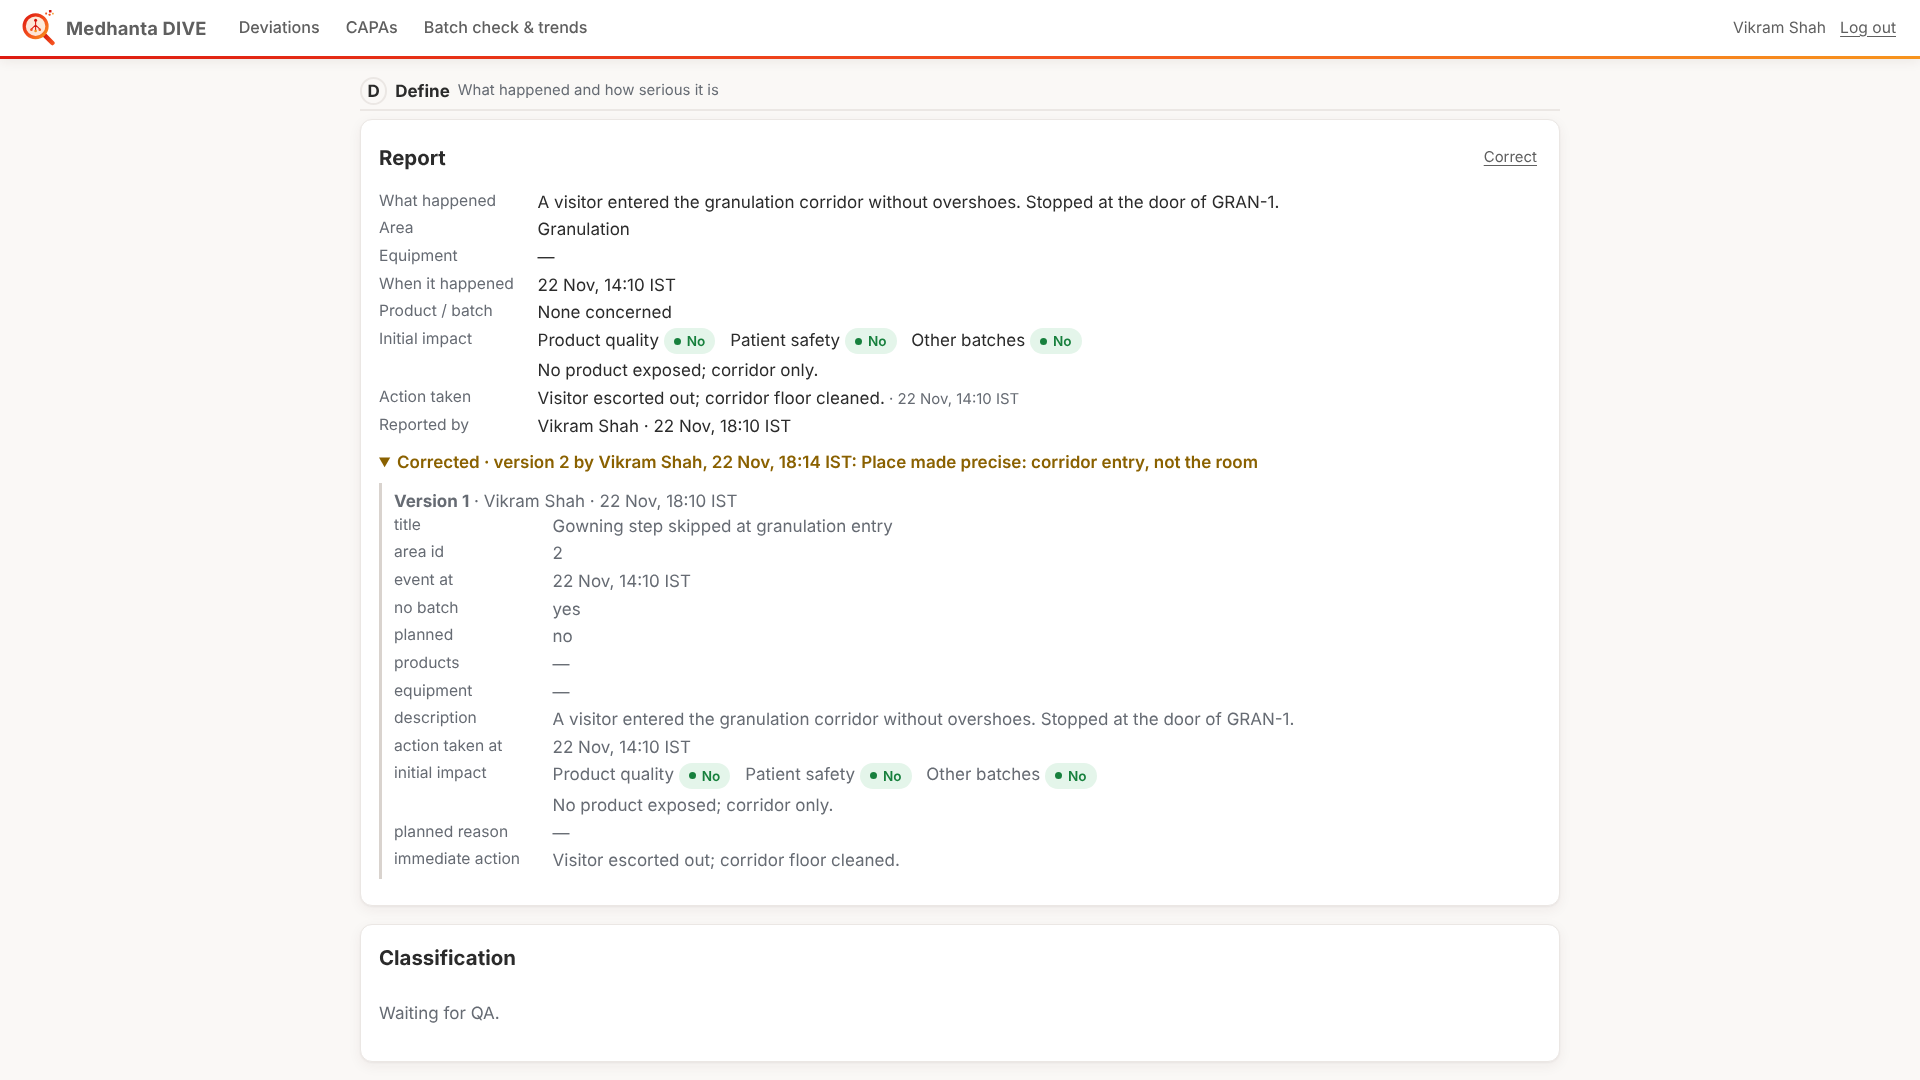 Medhanta DIVE Deviations CAPAs Batch check & trends Vikram Shah Log out
D Define What happened and how serious it is
Report Correct
What happened A visitor entered the granulation corridor without overshoes. Stopped at the door of GRAN-1.
Area Granulation
Equipment —
When it happened 22 Nov, 14:10 IST
Product / batch None concerned
Initial impact Product quality • No Patient safety • No Other batches • No
No product exposed; corridor only.
Action taken Visitor escorted out; corridor floor cleaned. · 22 Nov, 14:10 IST
Reported by Vikram Shah · 22 Nov, 18:10 IST
▼ Corrected · version 2 by Vikram Shah, 22 Nov, 18:14 IST: Place made precise: corridor entry, not the room
Version 1 · Vikram Shah · 22 Nov, 18:10 IST
title Gowning step skipped at granulation entry
area id 2
event at 22 Nov, 14:10 IST
no batch yes
planned no
products —
equipment —
description A visitor entered the granulation corridor without overshoes. Stopped at the door of GRAN-1.
action taken at 22 Nov, 14:10 IST
initial impact Product quality • No Patient safety • No Other batches • No
No product exposed; corridor only.
planned reason —
immediate action Visitor escorted out; corridor floor cleaned.
Classification
Waiting for QA.